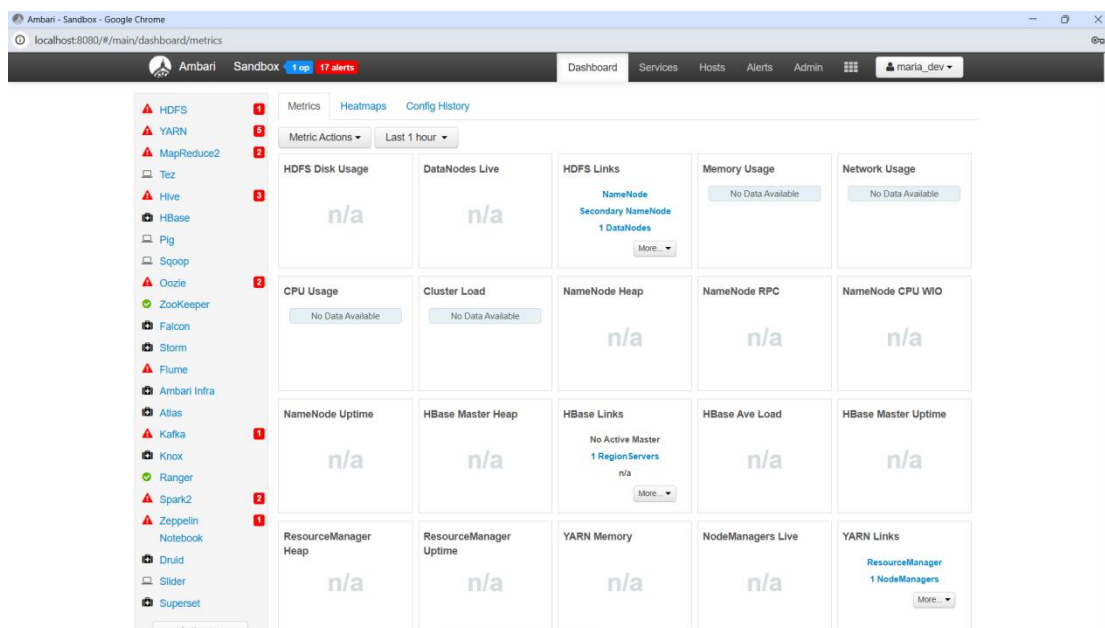 Ambari - Sandbox - Google Chrome
localhost:8080/#/main/dashboard/metrics
Ambari Sandbox 1 op 17 alerts Dashboard Services Hosts Alerts Admin maria_dev
HDFS 1
YARN 5
MapReduce2 2
Tez
Hive 3
HBase
Pig
Sqoop
Oozie 2
ZooKeeper
Falcon
Storm
Flume
Ambari Infra
Atlas
Kafka 1
Knox
Ranger
Spark2 2
Zeppelin 1
Notebook
Druid
Slider
Superset
Metrics Heatmaps Config History
Metric Actions Last 1 hour
HDFS Disk Usage
n/a
DataNodes Live
n/a
HDFS Links
NameNode
Secondary NameNode
1 DataNodes
More...
Memory Usage
No Data Available
Network Usage
No Data Available
CPU Usage
No Data Available
Cluster Load
No Data Available
NameNode Heap
n/a
NameNode RPC
n/a
NameNode CPU WIO
n/a
NameNode Uptime
n/a
HBase Master Heap
n/a
HBase Links
No Active Master
1 RegionServers
n/a
More...
HBase Ave Load
n/a
HBase Master Uptime
n/a
ResourceManager
Heap
n/a
ResourceManager
Uptime
n/a
YARN Memory
n/a
NodeManagers Live
n/a
YARN Links
ResourceManager
1 NodeManagers
More...